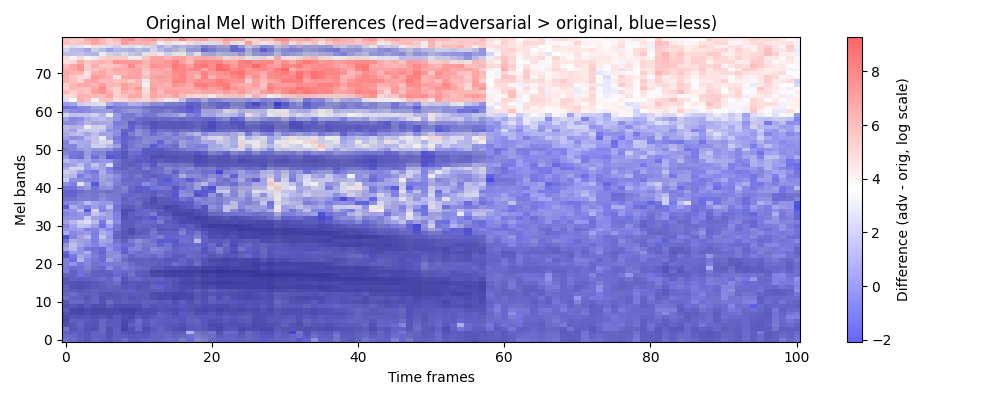 Original Mel with Differences (red=adversarial > original, blue=less)
Mel bands
70
60
50
40
30
20
10
0
0 20 40 60 80 100
Time frames
8
6
4
2
0
−2
Difference (adv - orig, log scale)